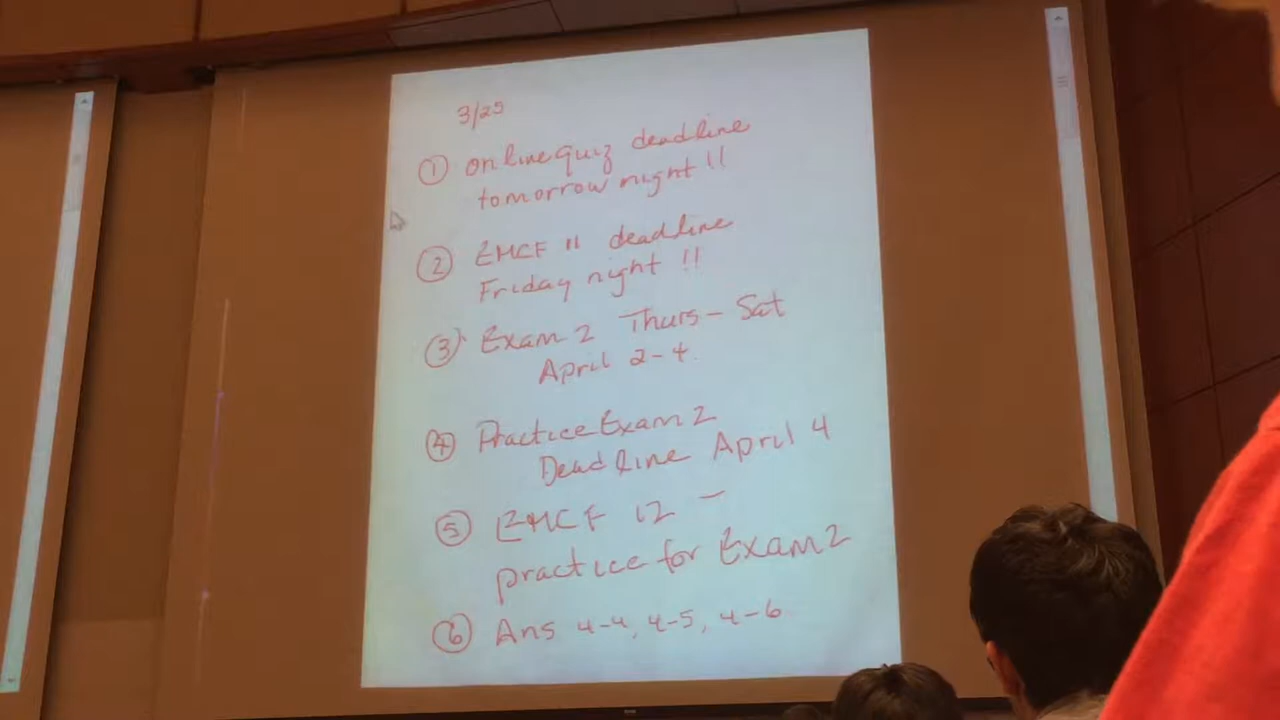 3/25
① online quiz deadline
tomorrow night!!
② EMCF 11 deadline
Friday night!!
③ Exam 2 Thurs - Sat
April 2-4.
④ Practice Exam 2
Deadline April 4
⑤ EMCF 12 -
practice for Exam 2
⑥ Ans 4-4, 4-5, 4-6